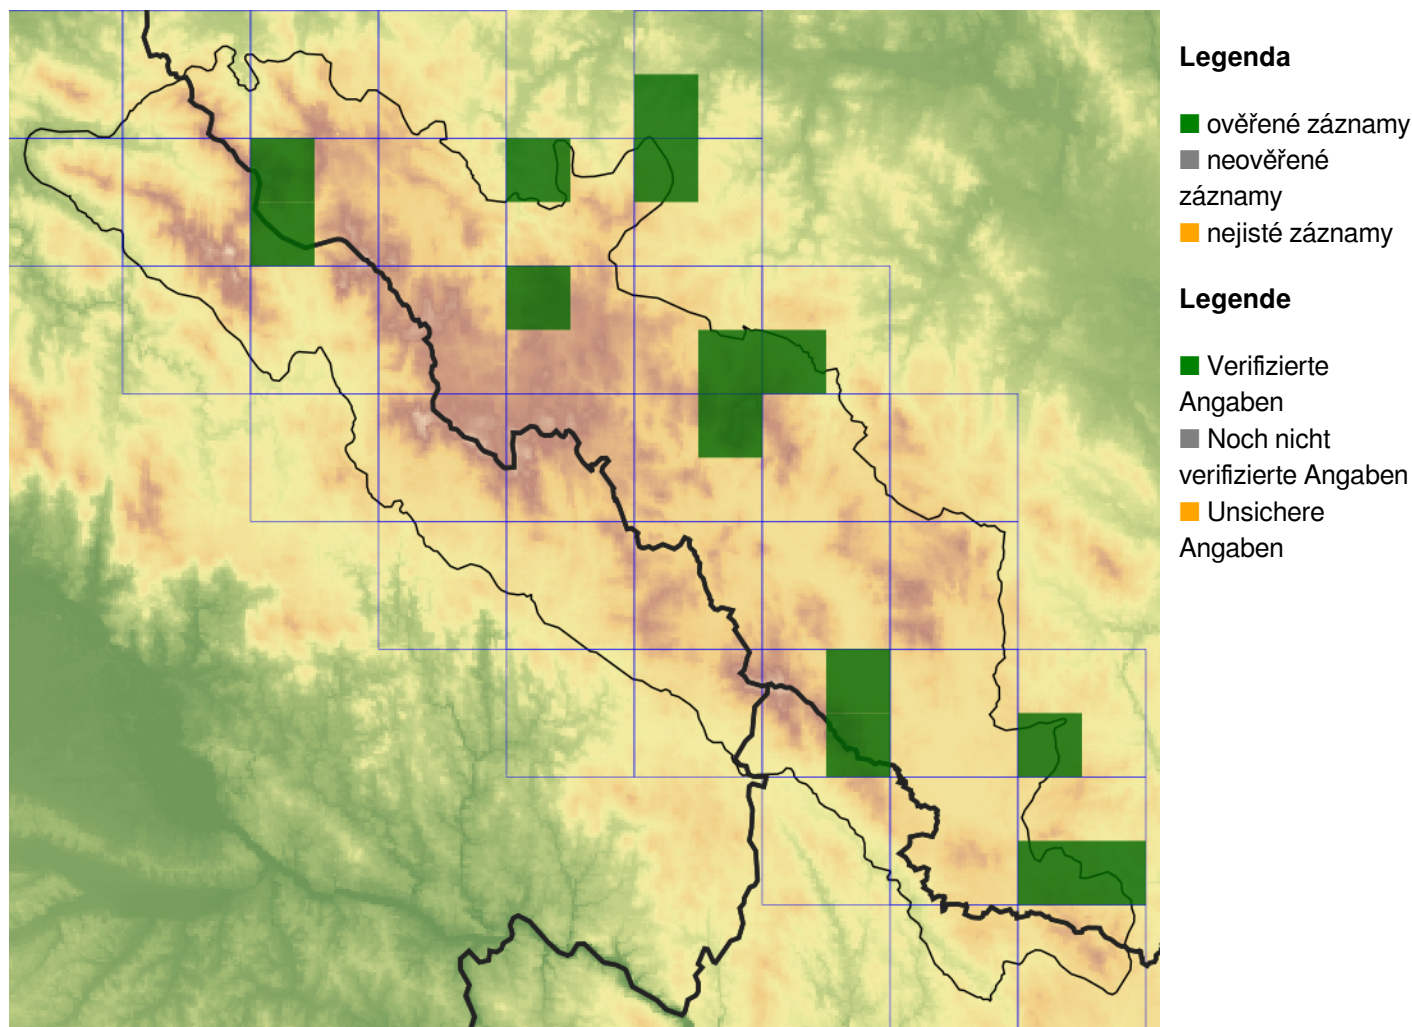 Legenda
ověřené záznamy
neověřené
záznamy
nejisté záznamy
Legende
Verifizierte
Angaben
Noch nicht
verifizierte Angaben
Unsichere
Angaben